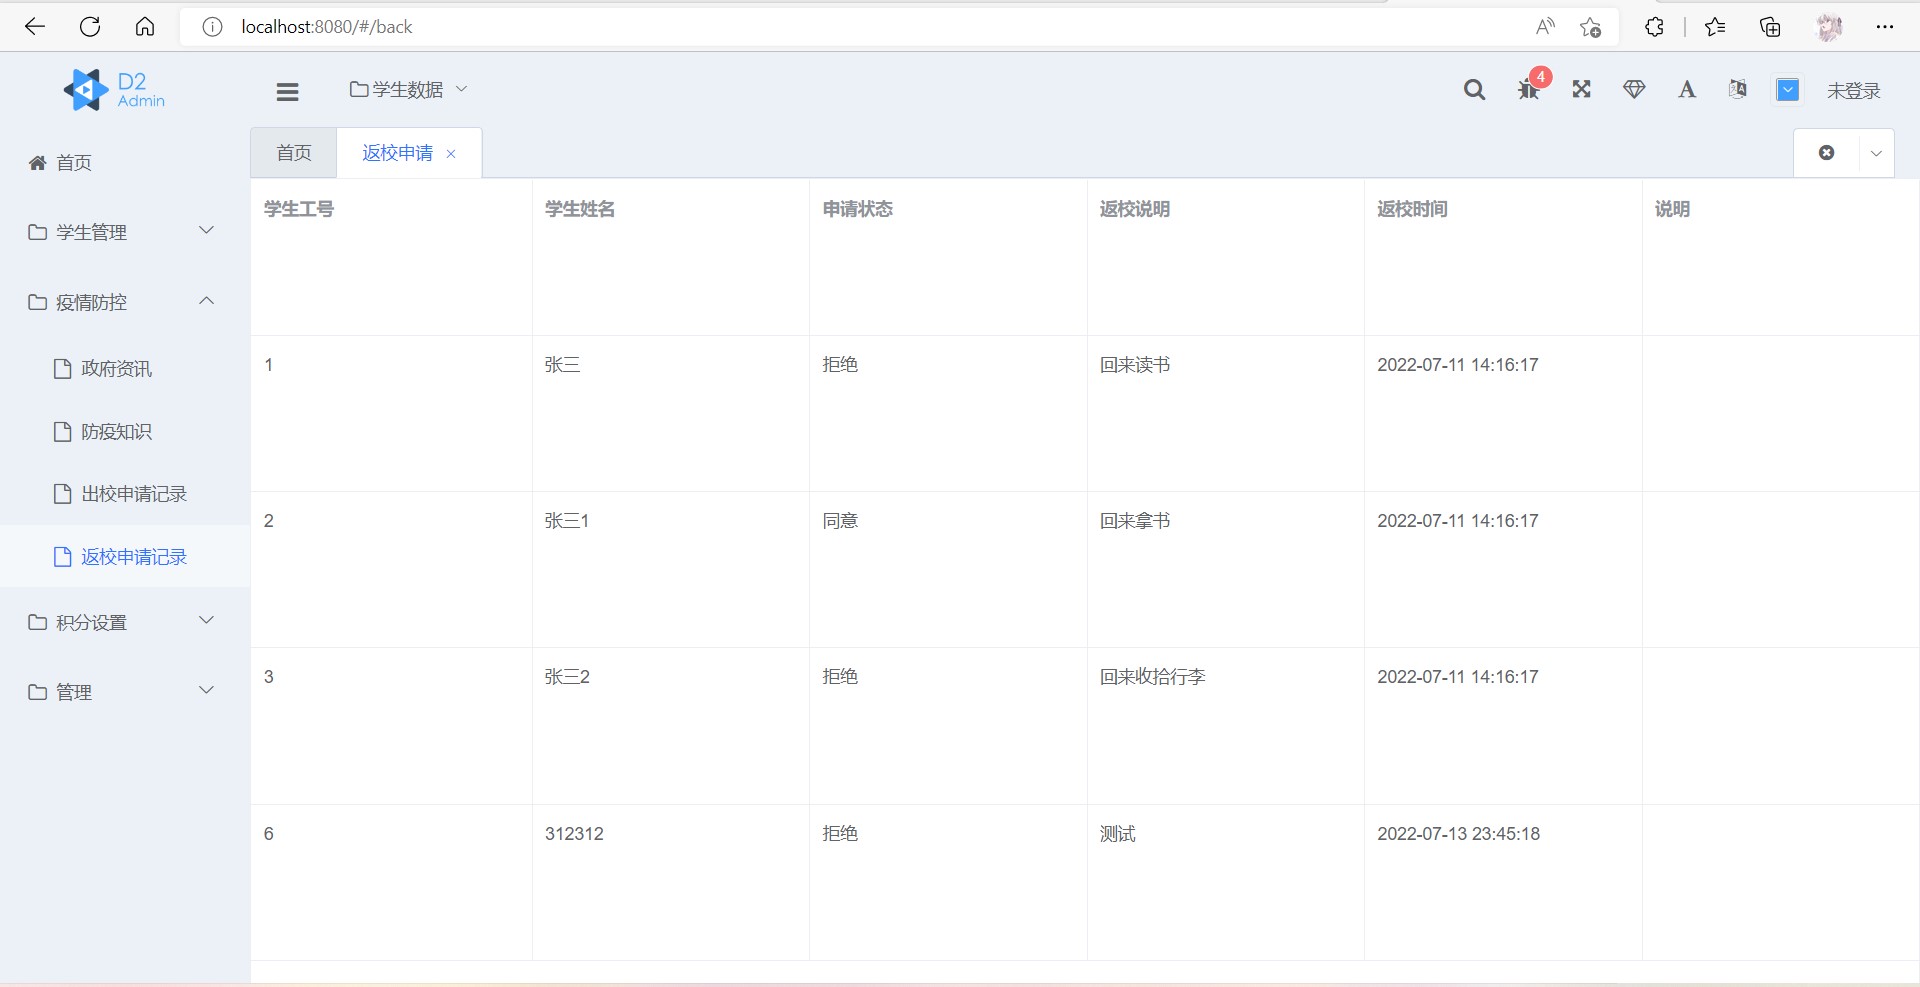 localhost:8080/#/back
D2
Admin
学生数据
4
未登录
首页
返校申请
首页
学生管理
疫情防控
政府资讯
防疫知识
出校申请记录
返校申请记录
积分设置
管理
学生工号 学生姓名 申请状态 返校说明 返校时间 说明
1 张三 拒绝 回来读书 2022-07-11 14:16:17
2 张三1 同意 回来拿书 2022-07-11 14:16:17
3 张三2 拒绝 回来收拾行李 2022-07-11 14:16:17
6 312312 拒绝 测试 2022-07-13 23:45:18